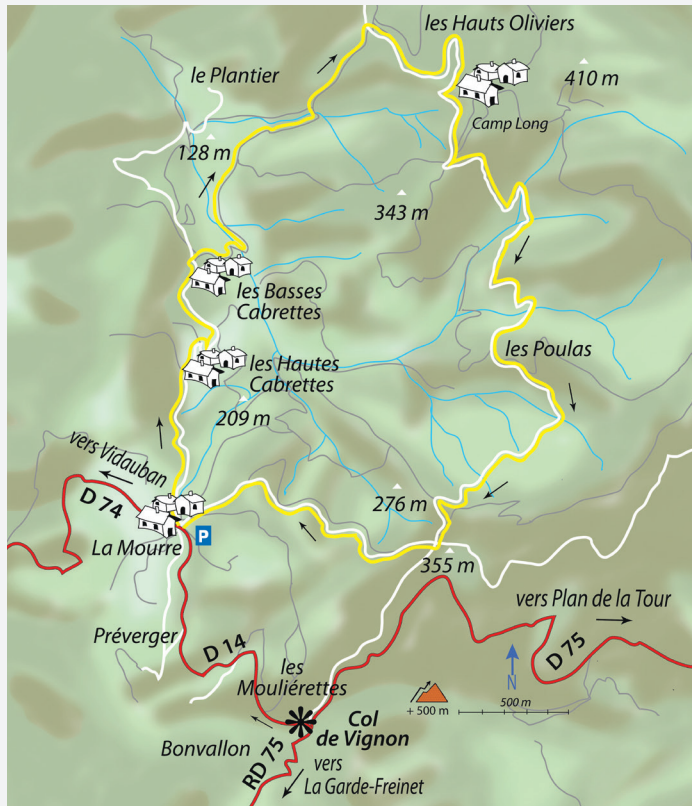 les Hauts Oliviers
le Plantier
410 m
Camp Long
128 m
343 m
les Basses
Cabrettes
les Poulas
les Hautes
Cabrettes
209 m
vers Vidauban
D 74
276 m
P
La Mourre
355 m
vers Plan de la Tour
Préverger
D 14
D 75
N
les
Mouliérettes
+ 500 m
500 m
Col
de Vignon
Bonvallon
RD 75
vers
La Garde-Freinet